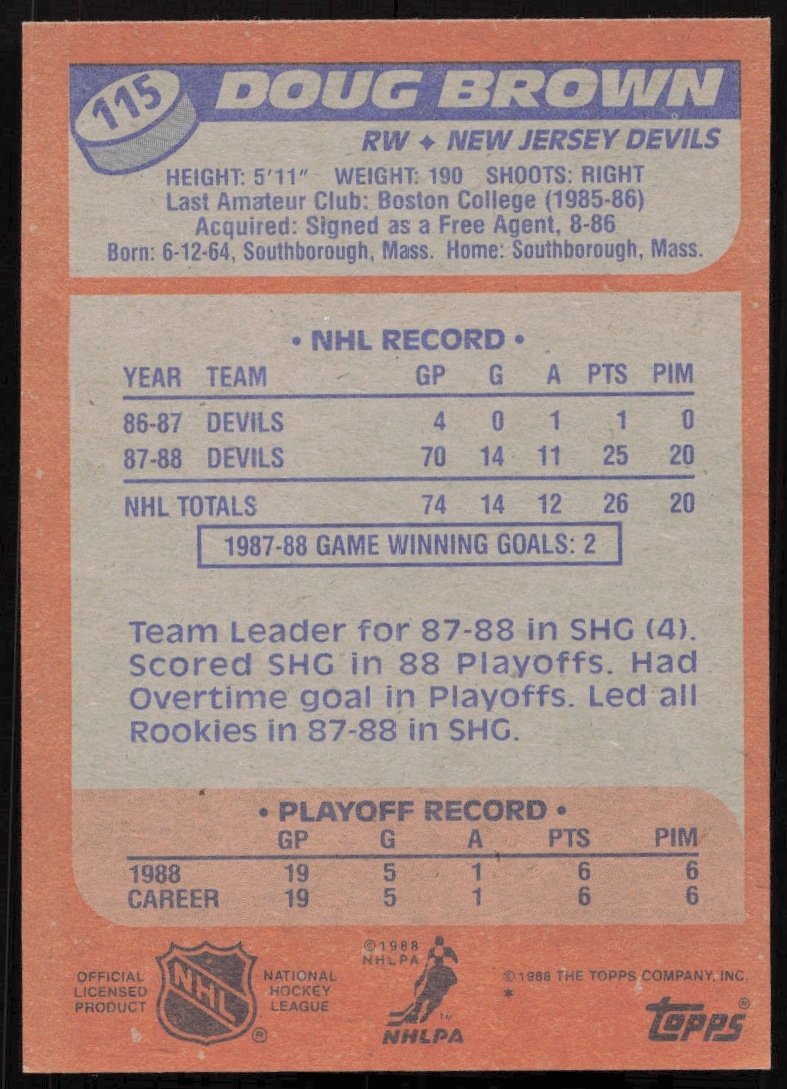 115
DOUG BROWN
RW ✦ NEW JERSEY DEVILS
HEIGHT: 5'11" WEIGHT: 190 SHOOTS: RIGHT
Last Amateur Club: Boston College (1985-86)
Acquired: Signed as a Free Agent, 8-86
Born: 6-12-64, Southborough, Mass. Home: Southborough, Mass.
• NHL RECORD •
YEAR TEAM GP G A PTS PIM
86-87 DEVILS 4 0 1 1 0
87-88 DEVILS 70 14 11 25 20
NHL TOTALS 74 14 12 26 20
1987-88 GAME WINNING GOALS: 2
Team Leader for 87-88 in SHG (4).
Scored SHG in 88 Playoffs. Had
Overtime goal in Playoffs. Led all
Rookies in 87-88 in SHG.
• PLAYOFF RECORD •
GP G A PTS PIM
1988 19 5 1 6 6
CAREER 19 5 1 6 6
OFFICIAL
LICENSED
PRODUCT
NHL
®
NATIONAL
HOCKEY
LEAGUE
©1988
NHLPA
TM
NHLPA
© 1988 THE TOPPS COMPANY, INC.
*
topps®